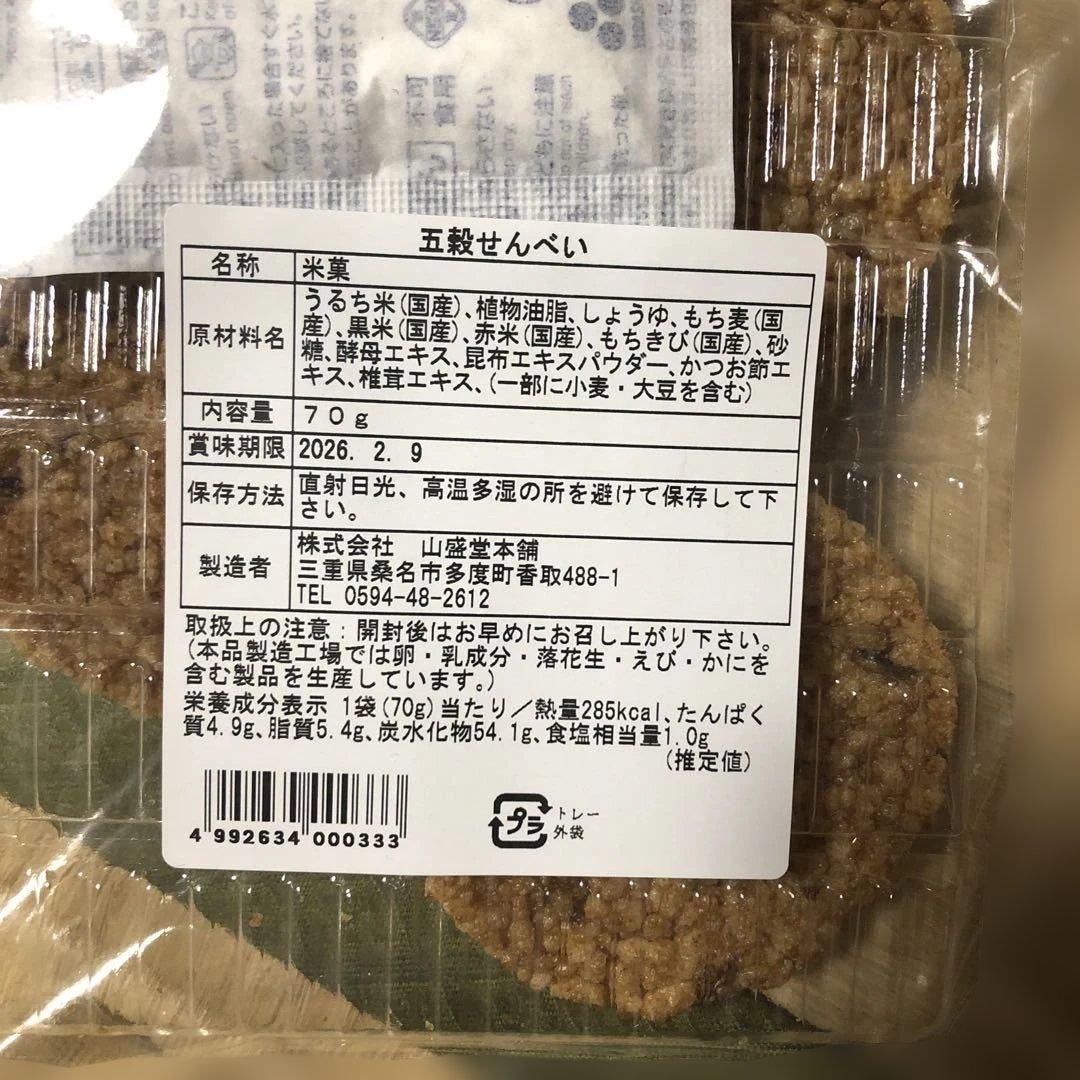 五穀せんべい
名称 米菓
原材料名 うるち米(国産)、植物油脂、しょうゆ、もち麦(国
産)、黒米(国産)、赤米(国産)、もちきび(国産)、砂
糖、酵母エキス、昆布エキスパウダー、かつお節エ
キス、椎茸エキス、(一部に小麦・大豆を含む)
内容量 70g
賞味期限 2026. 2. 9
保存方法 直射日光、高温多湿の所を避けて保存して下
さい。
製造者 株式会社 山盛堂本舗
三重県桑名市多度町香取488-1
TEL 0594-48-2612
取扱上の注意:開封後はお早めにお召し上がり下さい。
(本品製造工場では卵・乳成分・落花生・えび・かにを
含む製品を生産しています。)
栄養成分表示 1袋(70g)当たり/熱量285kcal、たんぱく
質4.9g、脂質5.4g、炭水化物54.1g、食塩相当量1.0g
(推定値)
4 992634 000333
プラ
トレー
外袋